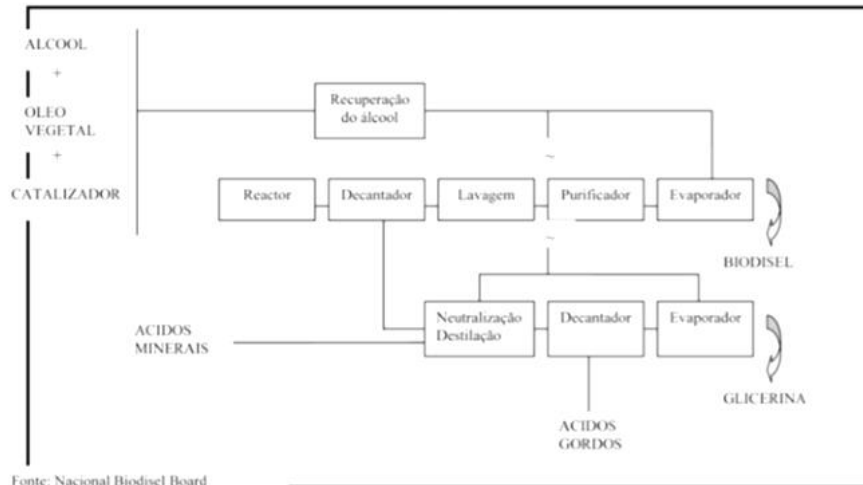 ALCOOL
+
OLEO
VEGETAL
+
CATALIZADOR
Recuperação
do álcool
Reactor
Decantador
Lavagem
Purificador
Evaporador
BIODISEL
ACIDOS
MINERAIS
Neutralização
Destilação
Decantador
Evaporador
GLICERINA
ACIDOS
GORDOS
Fonte: Nacional Biodisel Board